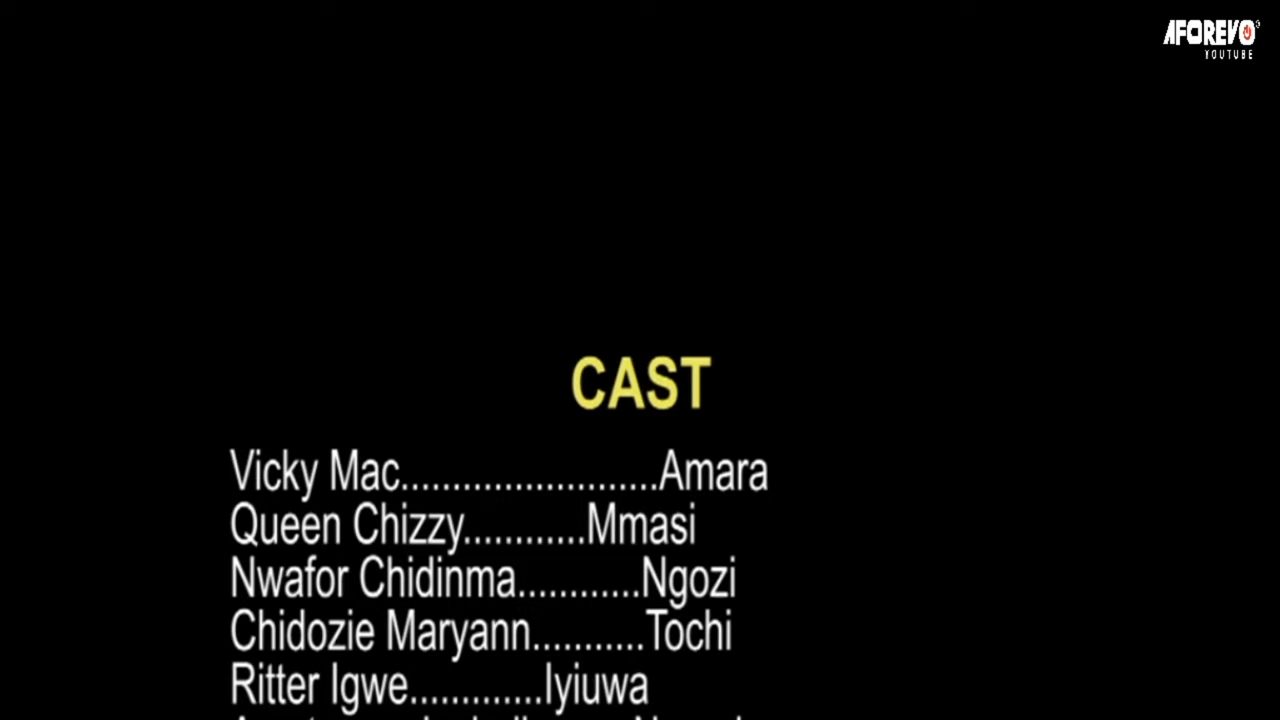 AFOREVO
YOUTUBE
CAST
Vicky Mac.........................Amara
Queen Chizzy............Mmasi
Nwafor Chidinma............Ngozi
Chidozie Maryann...........Tochi
Ritter Igwe.............Iyiuwa